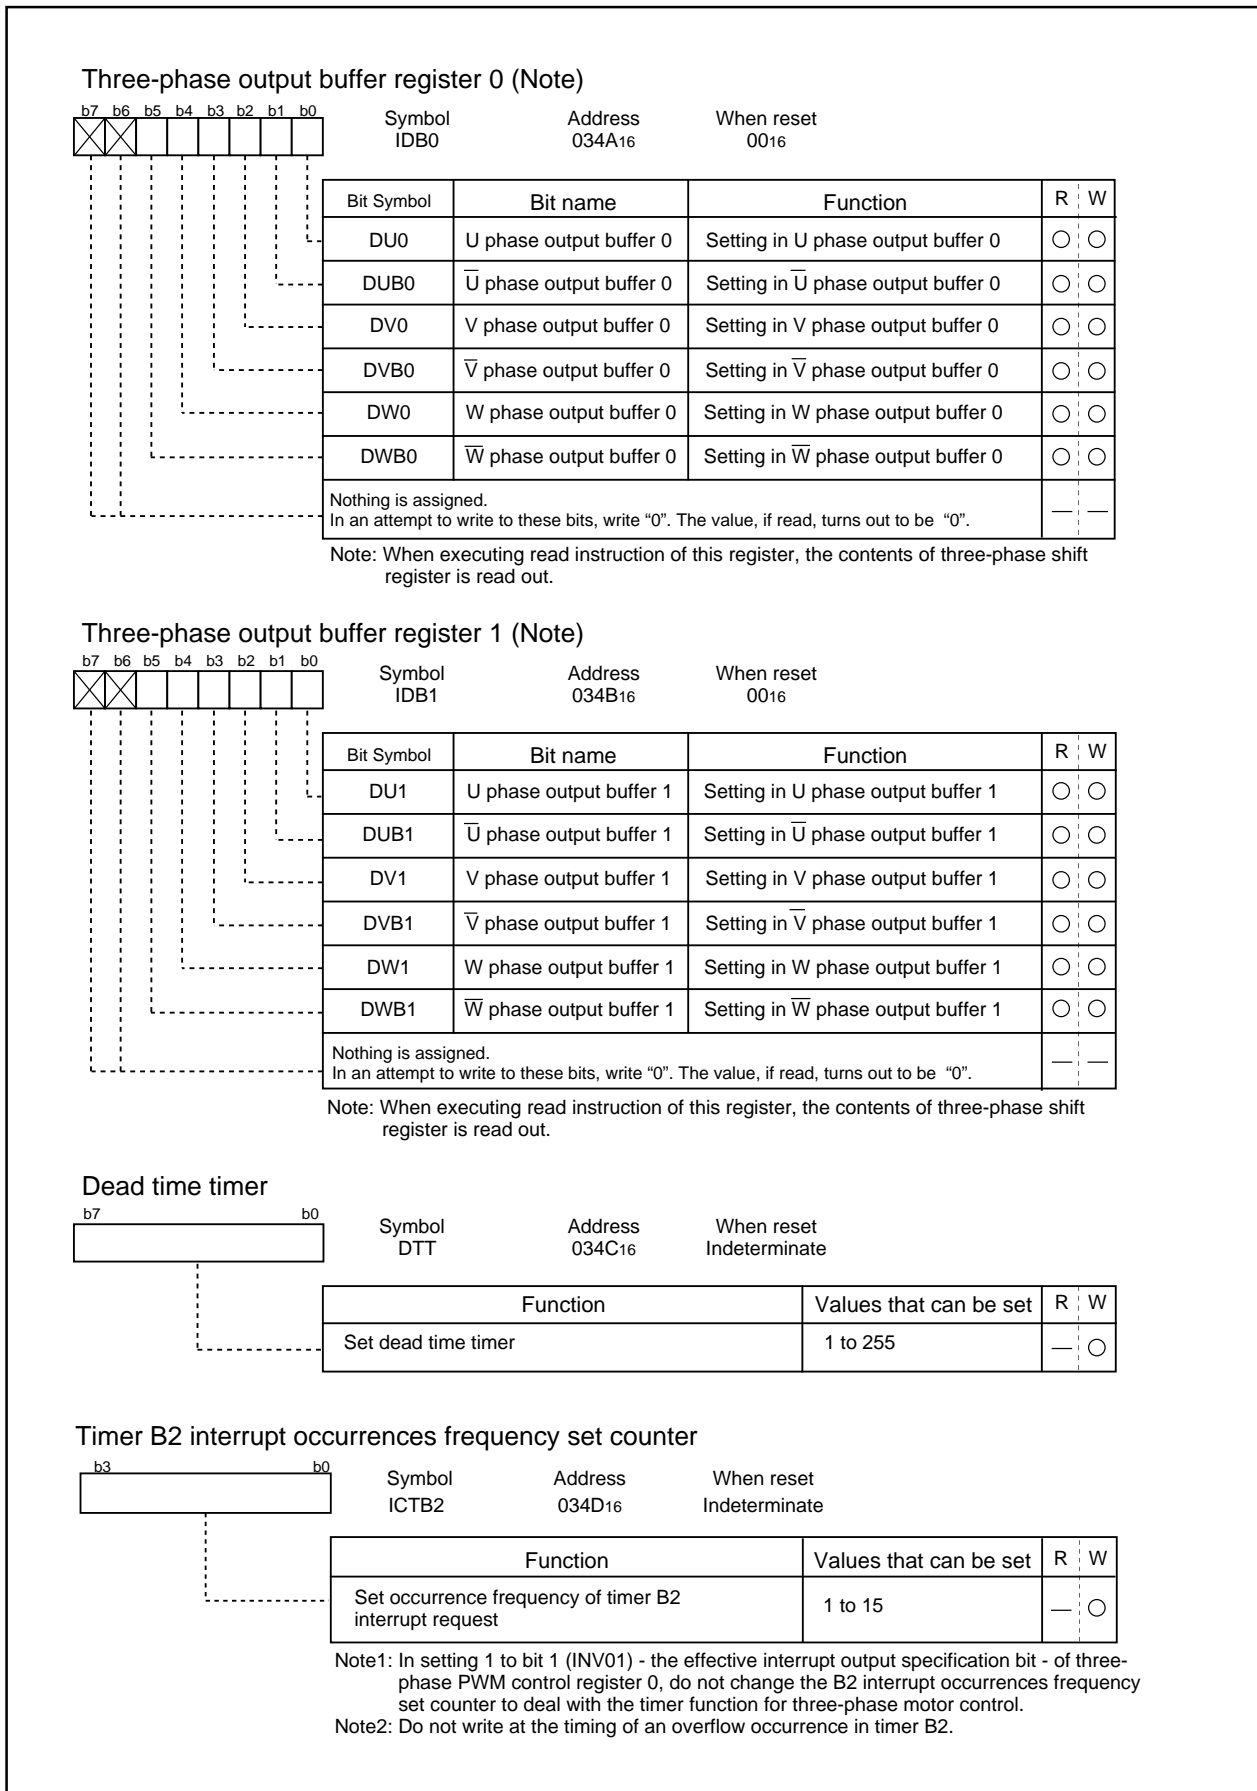 Three-phase output buffer register 0 (Note)
b7 b6 b5 b4 b3 b2 b1 b0
Symbol Address When reset
IDB0 034A16 0016
Bit Symbol Bit name Function R W
DU0 U phase output buffer 0 Setting in U phase output buffer 0 ○ ○
DUB0 U̅ phase output buffer 0 Setting in U̅ phase output buffer 0 ○ ○
DV0 V phase output buffer 0 Setting in V phase output buffer 0 ○ ○
DVB0 V̅ phase output buffer 0 Setting in V̅ phase output buffer 0 ○ ○
DW0 W phase output buffer 0 Setting in W phase output buffer 0 ○ ○
DWB0 W̅ phase output buffer 0 Setting in W̅ phase output buffer 0 ○ ○
Nothing is assigned.
In an attempt to write to these bits, write “0”. The value, if read, turns out to be “0”. — —
Note: When executing read instruction of this register, the contents of three-phase shift
register is read out.
Three-phase output buffer register 1 (Note)
b7 b6 b5 b4 b3 b2 b1 b0
Symbol Address When reset
IDB1 034B16 0016
Bit Symbol Bit name Function R W
DU1 U phase output buffer 1 Setting in U phase output buffer 1 ○ ○
DUB1 U̅ phase output buffer 1 Setting in U̅ phase output buffer 1 ○ ○
DV1 V phase output buffer 1 Setting in V phase output buffer 1 ○ ○
DVB1 V̅ phase output buffer 1 Setting in V̅ phase output buffer 1 ○ ○
DW1 W phase output buffer 1 Setting in W phase output buffer 1 ○ ○
DWB1 W̅ phase output buffer 1 Setting in W̅ phase output buffer 1 ○ ○
Nothing is assigned.
In an attempt to write to these bits, write “0”. The value, if read, turns out to be “0”. — —
Note: When executing read instruction of this register, the contents of three-phase shift
register is read out.
Dead time timer
b7 b0
Symbol Address When reset
DTT 034C16 Indeterminate
Function Values that can be set R W
Set dead time timer 1 to 255 — ○
Timer B2 interrupt occurrences frequency set counter
b3 b0
Symbol Address When reset
ICTB2 034D16 Indeterminate
Function Values that can be set R W
Set occurrence frequency of timer B2
interrupt request 1 to 15 — ○
Note1: In setting 1 to bit 1 (INV01) - the effective interrupt output specification bit - of three-
phase PWM control register 0, do not change the B2 interrupt occurrences frequency
set counter to deal with the timer function for three-phase motor control.
Note2: Do not write at the timing of an overflow occurrence in timer B2.